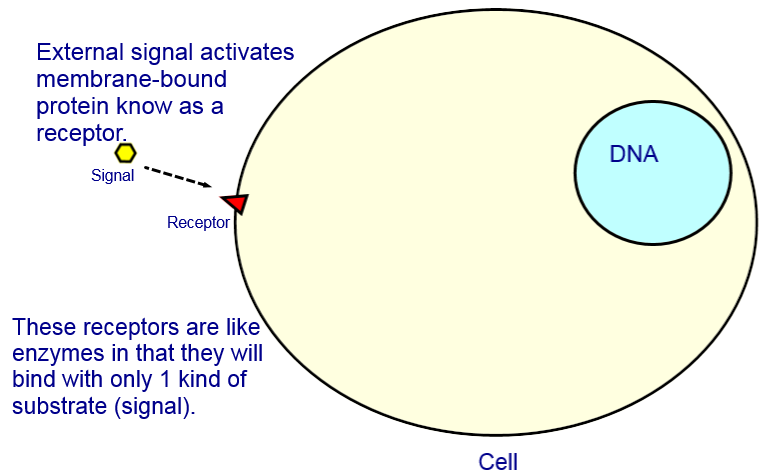 External signal activates
membrane-bound
protein know as a
receptor.
Signal
Receptor
DNA
These receptors are like
enzymes in that they will
bind with only 1 kind of
substrate (signal).
Cell